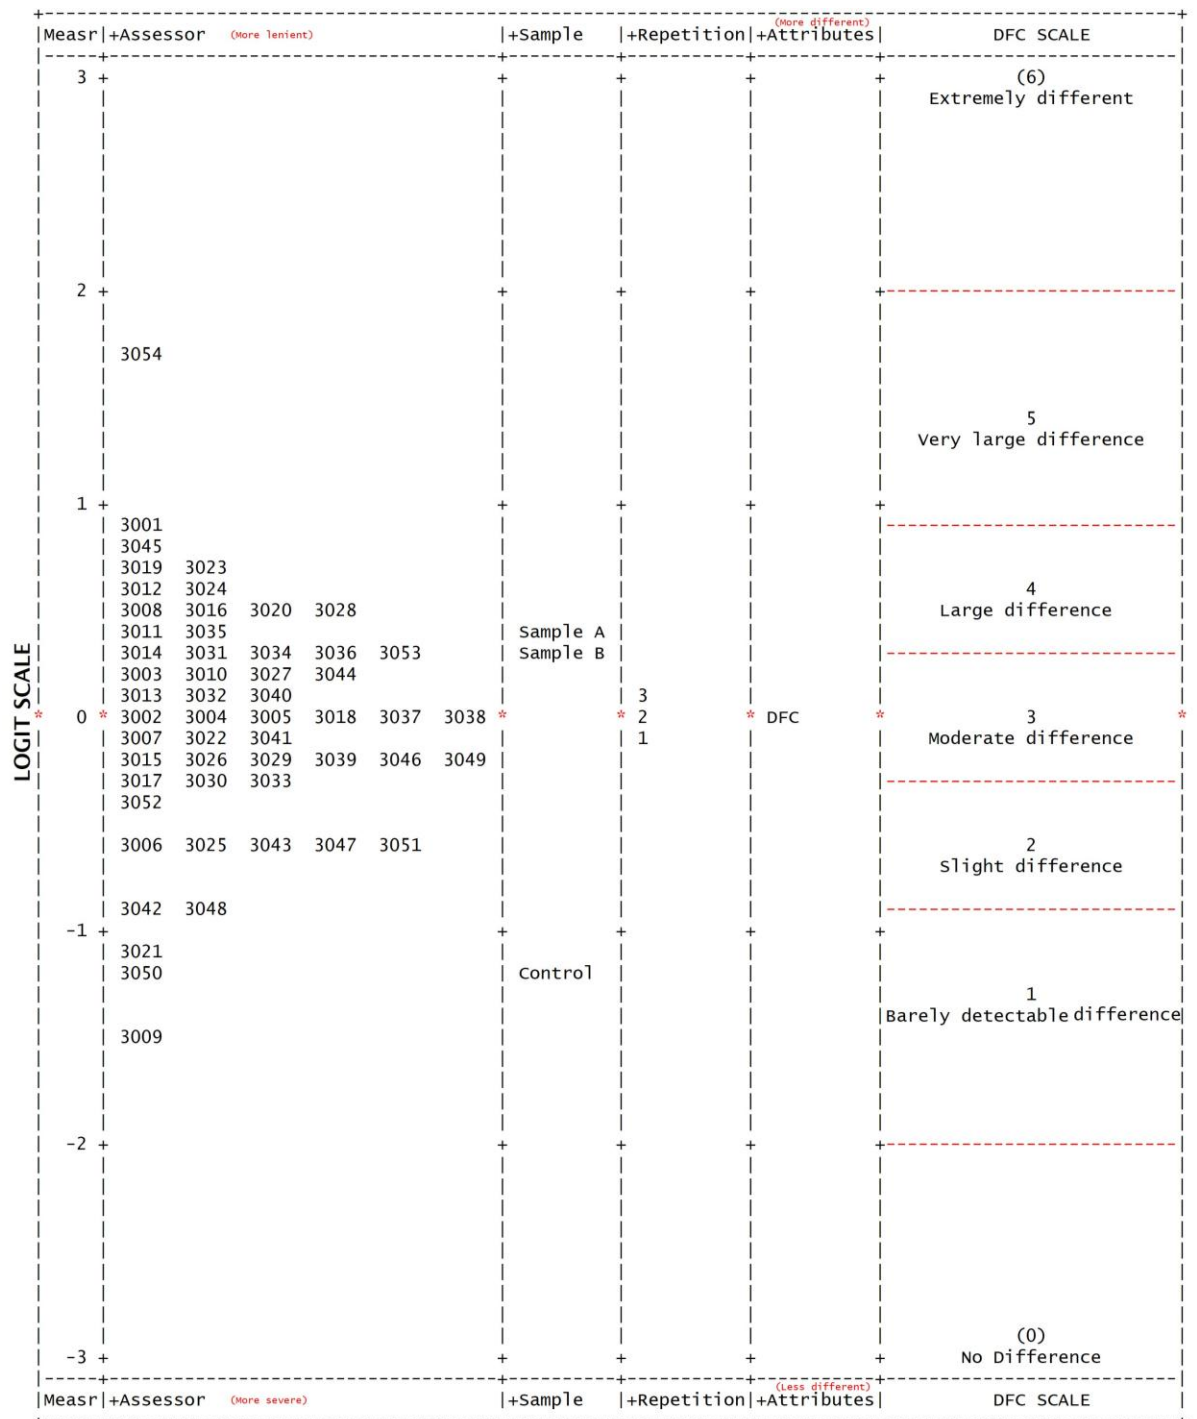 (More different)
Measr|+Assessor (More lenient) |+Sample |+Repetition|+Attributes| DFC SCALE
3 (6)
Extremely different
2
3054
5
Very large difference
1
3001
3045
3019 3023
3012 3024 4
3008 3016 3020 3028 Large difference
3011 3035 Sample A
3014 3031 3034 3036 3053 Sample B
3003 3010 3027 3044
3013 3032 3040 3
* 0 * 3002 3004 3005 3018 3037 3038 * * 2 * DFC * 3 *
3007 3022 3041 1 Moderate difference
3015 3026 3029 3039 3046 3049
3017 3030 3033
3052
3006 3025 3043 3047 3051 2
Slight difference
3042 3048
-1
3021
3050 Control
1
Barely detectable difference
3009
-2
(0)
-3 No Difference
(Less different)
Measr|+Assessor (More severe) |+Sample |+Repetition|+Attributes| DFC SCALE
LOGIT SCALE